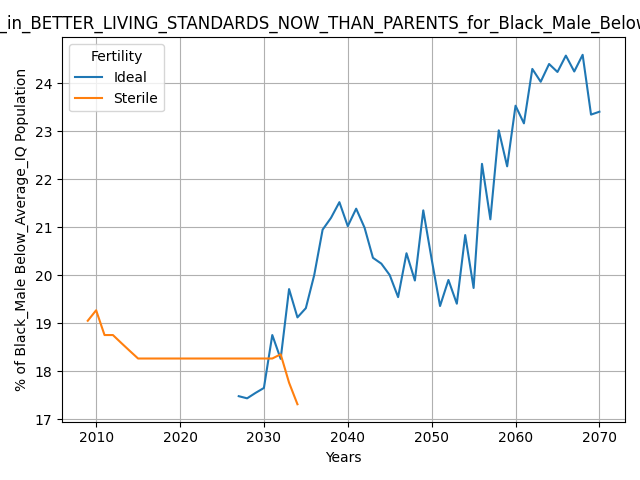 _in_BETTER_LIVING_STANDARDS_NOW_THAN_PARENTS_for_Black_Male_Below
Fertility
Ideal
Sterile
% of Black_Male Below_Average_IQ Population
24
23
22
21
20
19
18
17
2010 2020 2030 2040 2050 2060 2070
Years